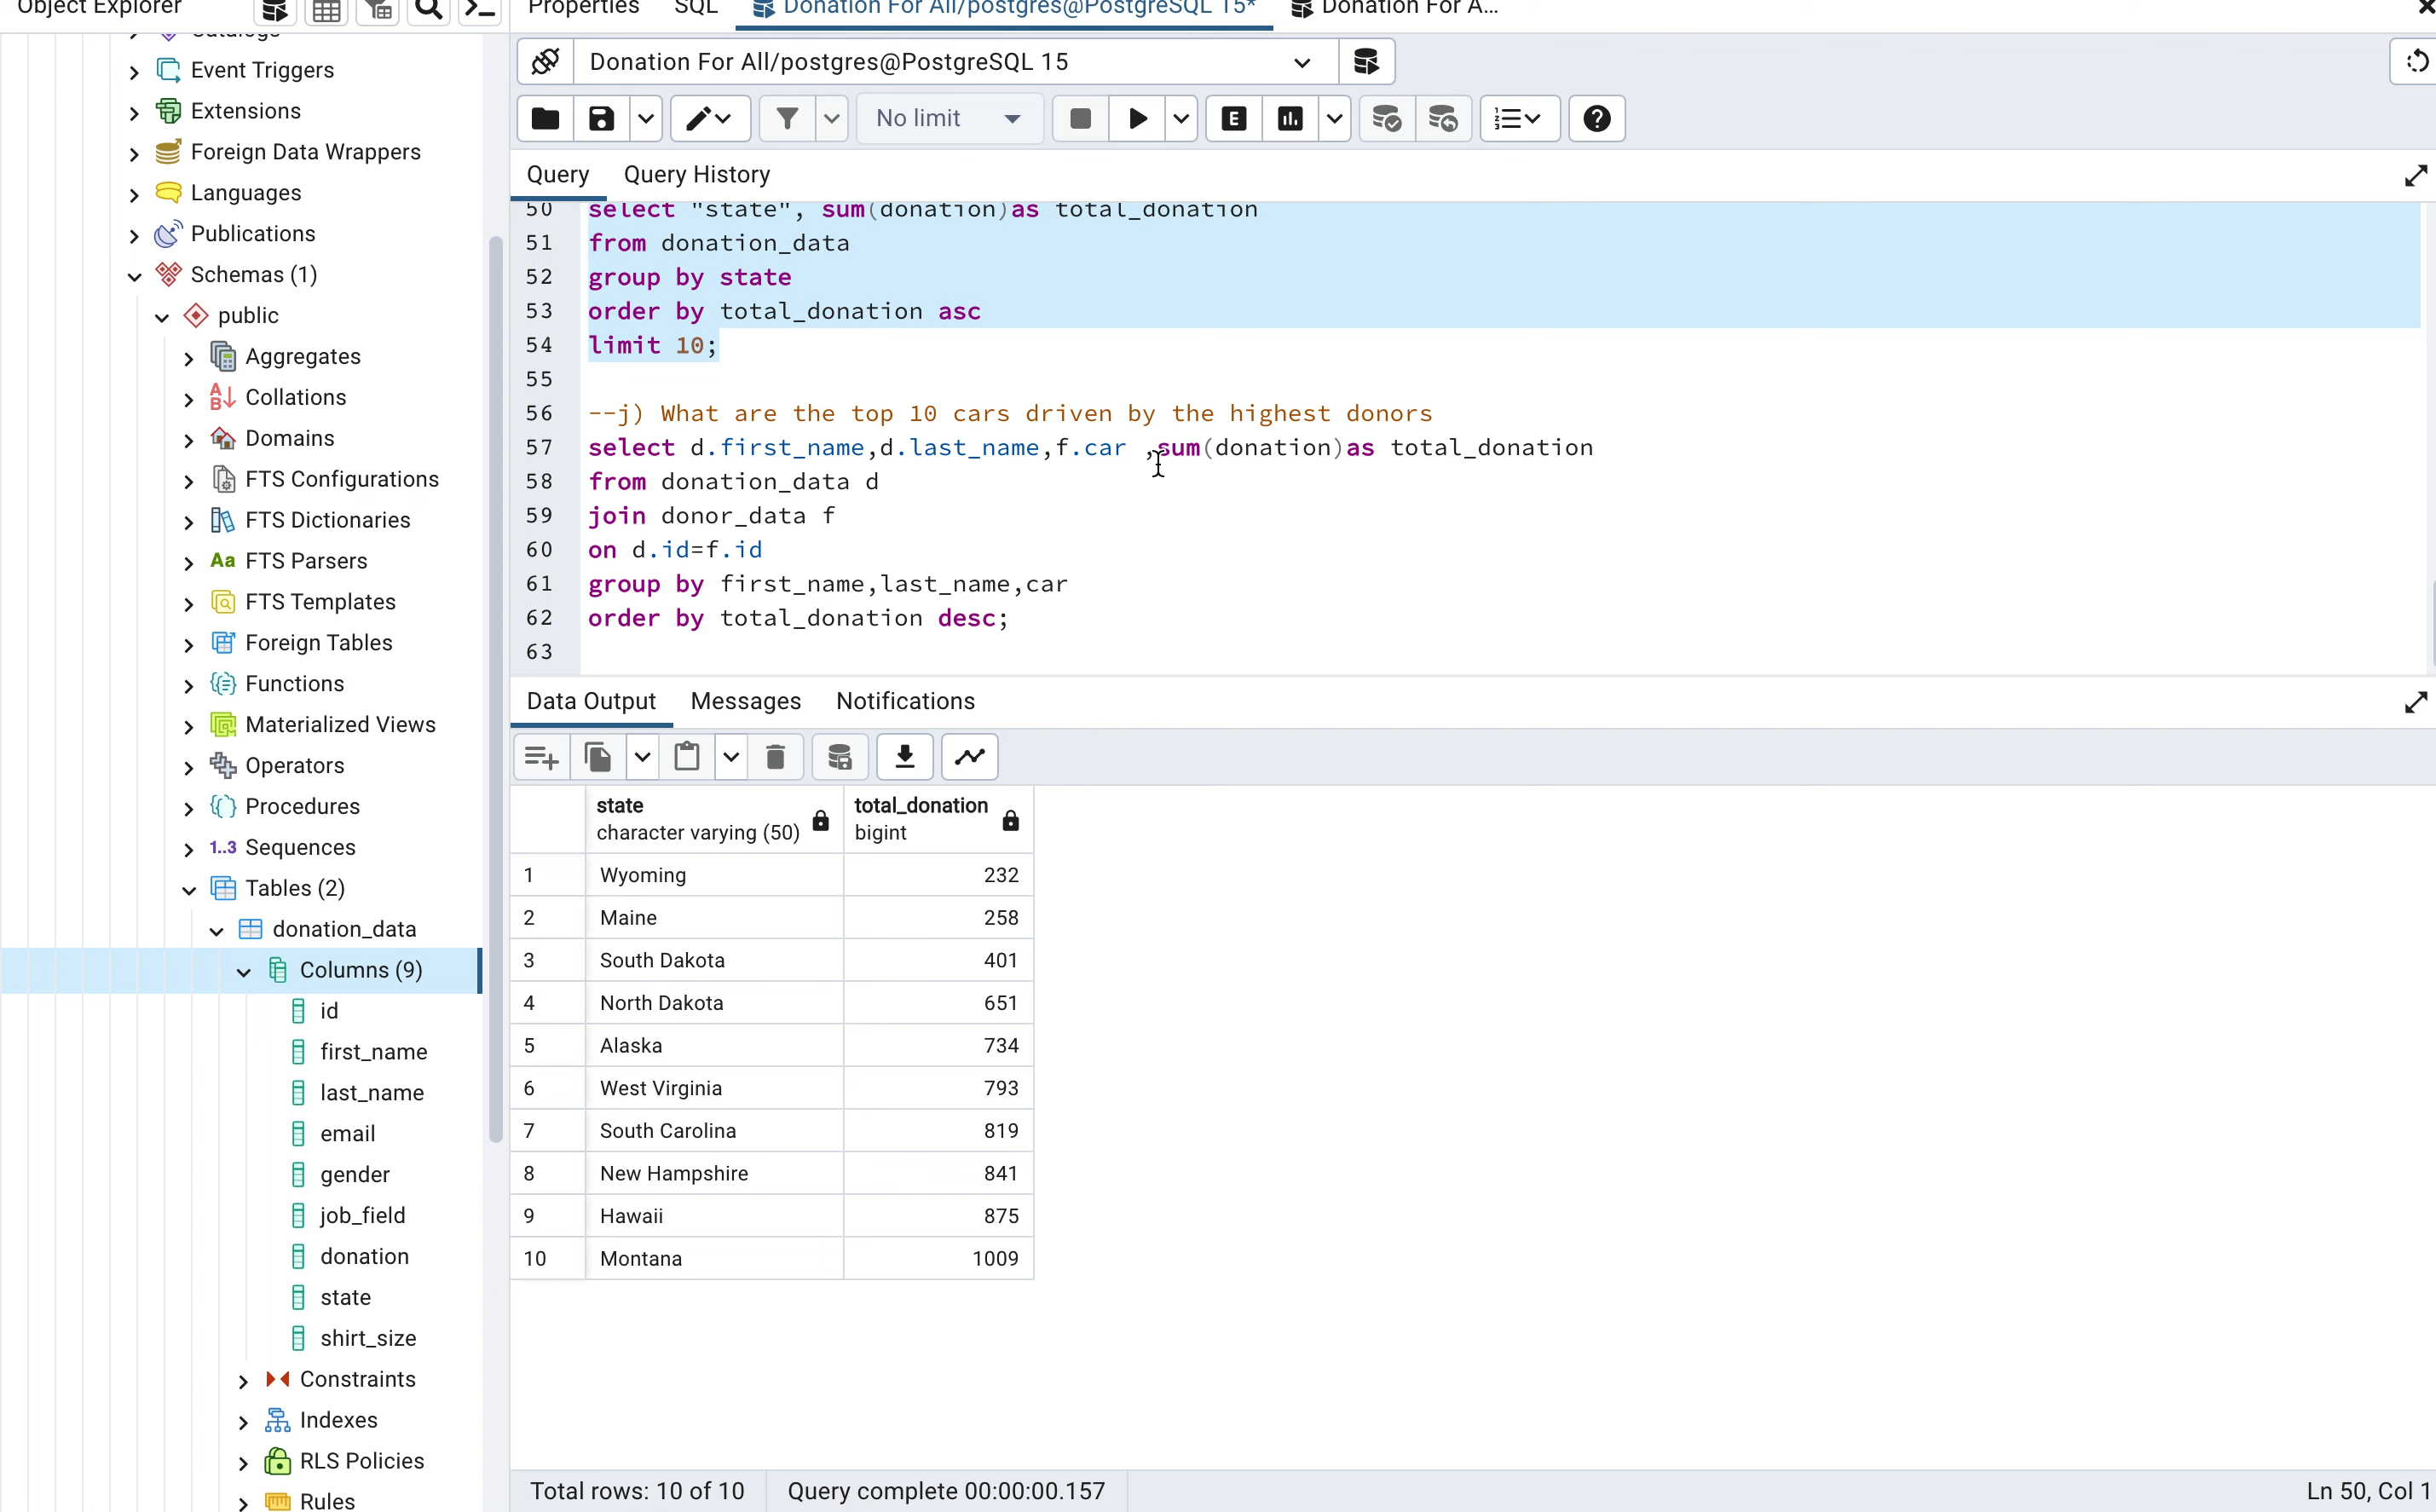 Object Explorer
Properties SQL Donation For All/postgres@PostgreSQL 15* Donation For A...
Catalogs
Event Triggers
Extensions
Foreign Data Wrappers
Languages
Publications
Schemas (1)
public
Aggregates
Collations
Domains
FTS Configurations
FTS Dictionaries
Aa FTS Parsers
FTS Templates
Foreign Tables
Functions
Materialized Views
Operators
Procedures
1..3 Sequences
Tables (2)
donation_data
Columns (9)
id
first_name
last_name
email
gender
job_field
donation
state
shirt_size
Constraints
Indexes
RLS Policies
Rules
Donation For All/postgres@PostgreSQL 15
No limit
E
Query Query History
50 select "state", sum(donation)as total_donation
51 from donation_data
52 group by state
53 order by total_donation asc
54 limit 10;
55
56 --j) What are the top 10 cars driven by the highest donors
57 select d.first_name,d.last_name,f.car ,sum(donation)as total_donation
58 from donation_data d
59 join donor_data f
60 on d.id=f.id
61 group by first_name,last_name,car
62 order by total_donation desc;
63
Data Output Messages Notifications
state total_donation
character varying (50) bigint
1 Wyoming 232
2 Maine 258
3 South Dakota 401
4 North Dakota 651
5 Alaska 734
6 West Virginia 793
7 South Carolina 819
8 New Hampshire 841
9 Hawaii 875
10 Montana 1009
Total rows: 10 of 10 Query complete 00:00:00.157 Ln 50, Col 1